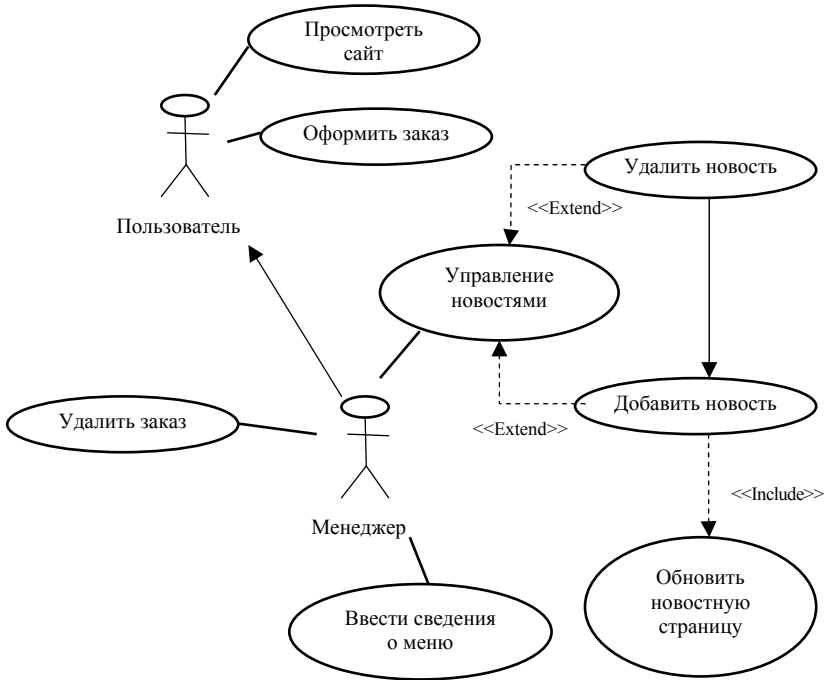 Просмотреть
сайт
Оформить заказ
Пользователь
Удалить новость
<<Extend>>
Управление
новостями
Удалить заказ
<<Extend>>
Добавить новость
<<Include>>
Менеджер
Ввести сведения
о меню
Обновить
новостную
страницу